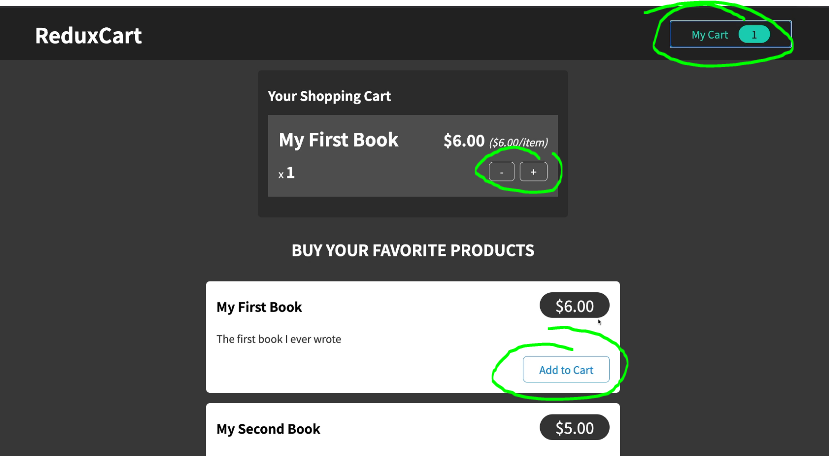 ReduxCart
My Cart 1
Your Shopping Cart
My First Book $6.00 ($6.00/item)
x 1 - +
BUY YOUR FAVORITE PRODUCTS
My First Book $6.00
The first book I ever wrote
Add to Cart
My Second Book $5.00